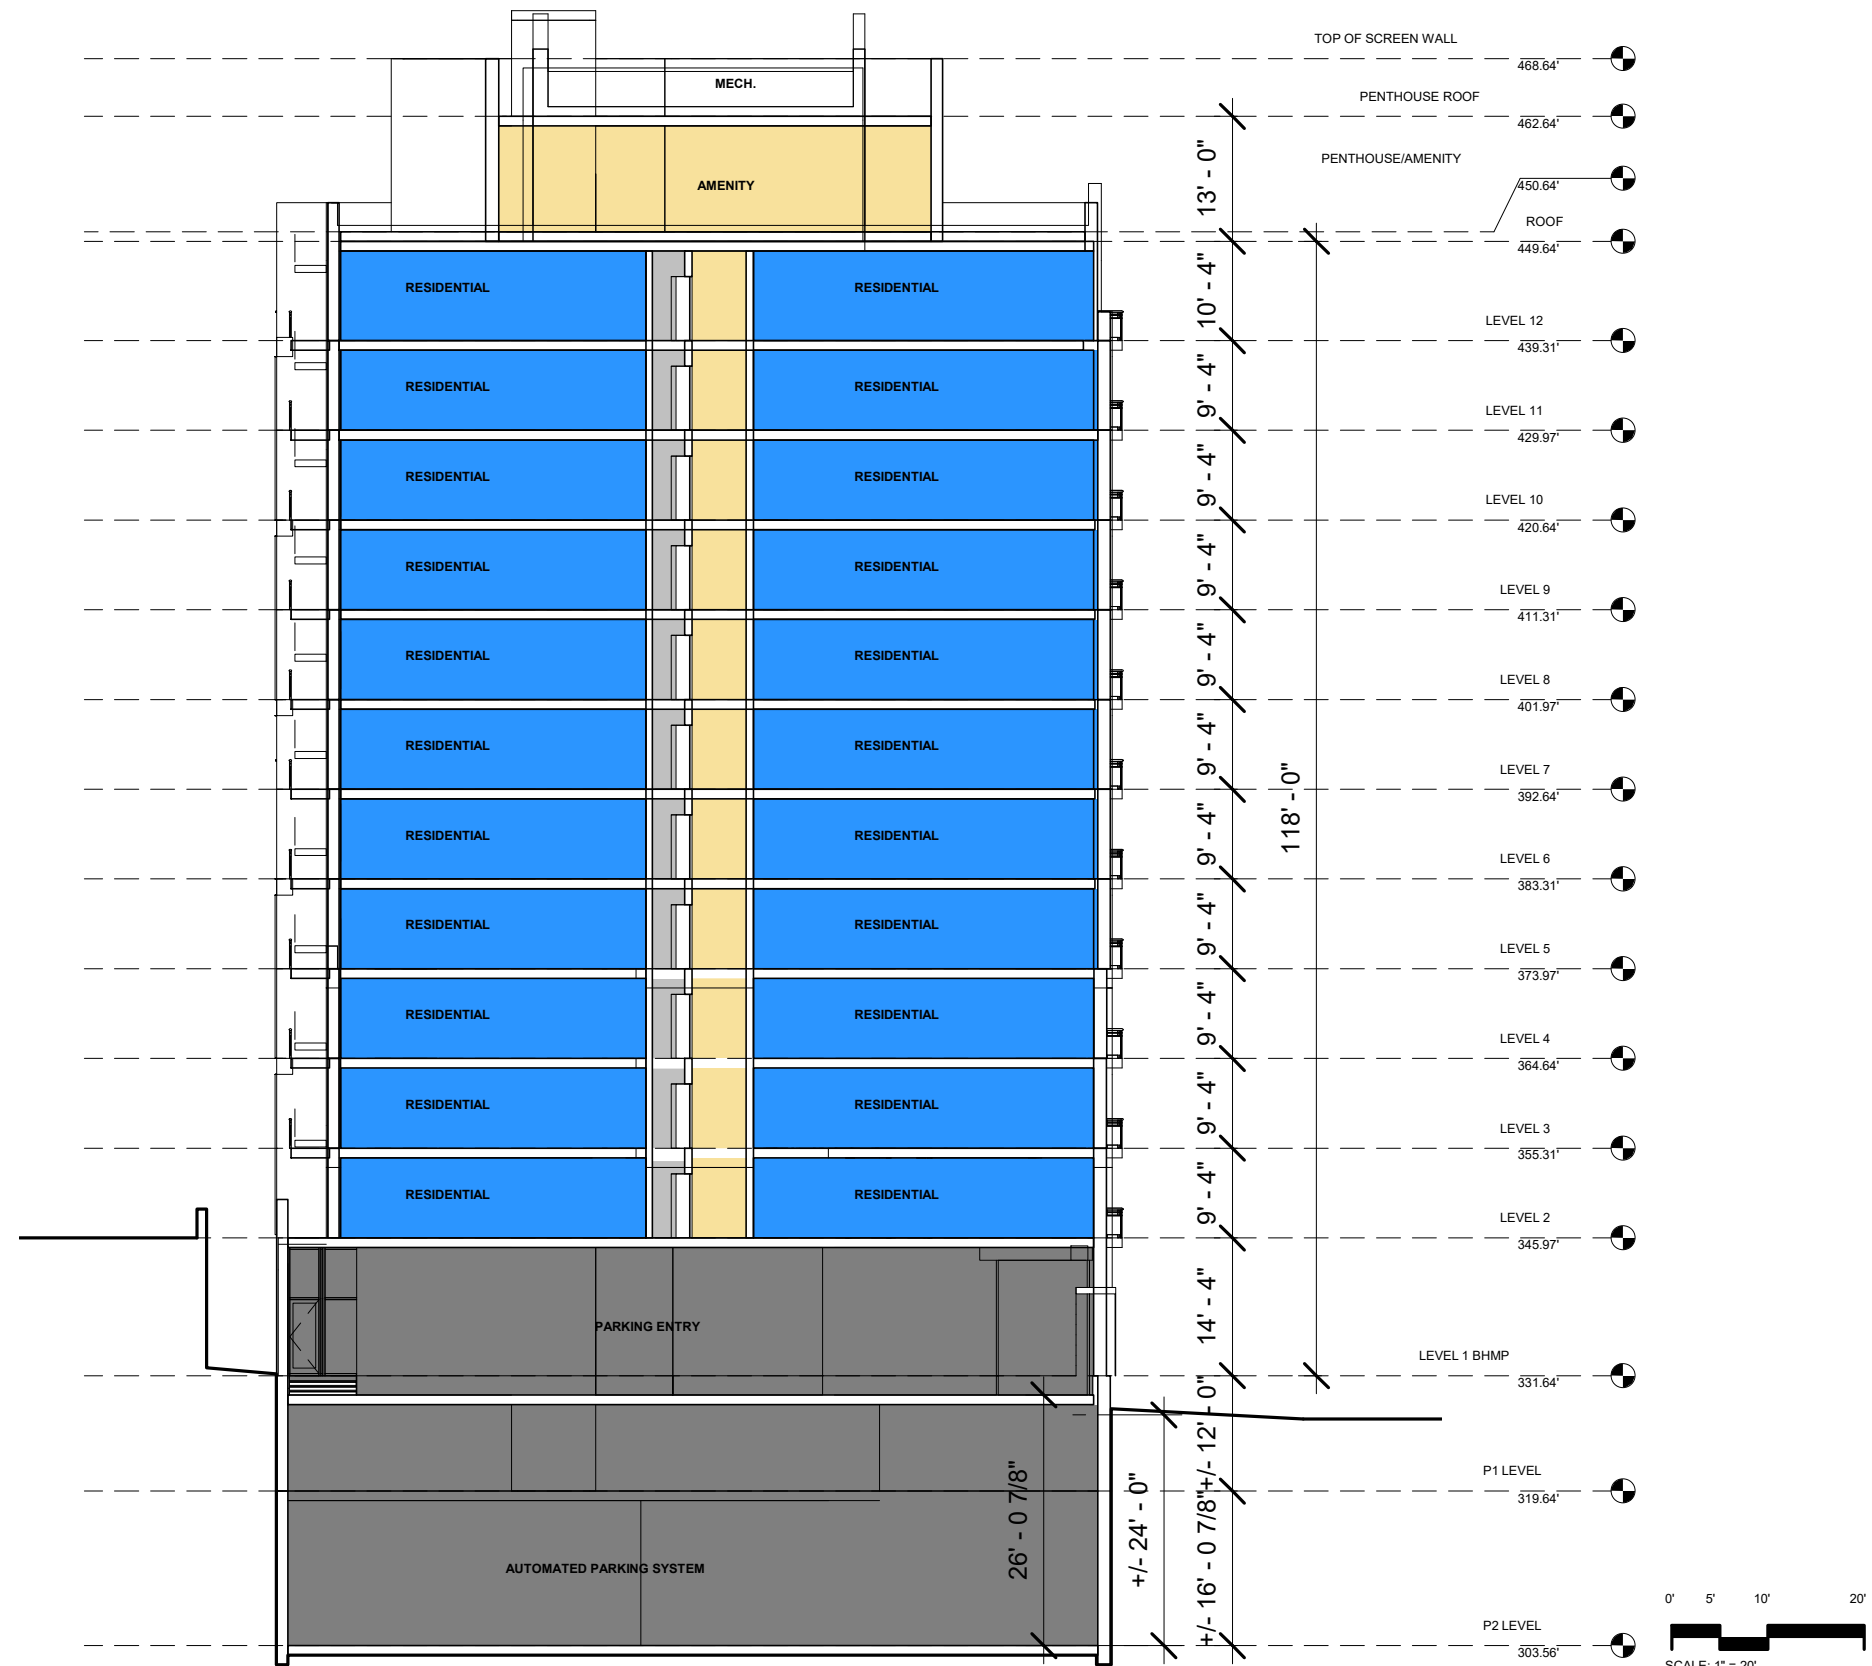 TOP OF SCREEN WALL
468.64'
MECH.
PENTHOUSE ROOF
462.64'
13' - 0"
PENTHOUSE/AMENITY
450.64'
AMENITY
ROOF
449.64'
RESIDENTIAL RESIDENTIAL
10' - 4"
LEVEL 12
439.31'
RESIDENTIAL RESIDENTIAL
9' - 4"
LEVEL 11
429.97'
RESIDENTIAL RESIDENTIAL
9' - 4"
LEVEL 10
420.64'
RESIDENTIAL RESIDENTIAL
9' - 4"
LEVEL 9
411.31'
RESIDENTIAL RESIDENTIAL
9' - 4"
LEVEL 8
401.97'
RESIDENTIAL RESIDENTIAL
9' - 4"
LEVEL 7
392.64'
118' - 0"
RESIDENTIAL RESIDENTIAL
9' - 4"
LEVEL 6
383.31'
RESIDENTIAL RESIDENTIAL
9' - 4"
LEVEL 5
373.97'
RESIDENTIAL RESIDENTIAL
9' - 4"
LEVEL 4
364.64'
RESIDENTIAL RESIDENTIAL
9' - 4"
LEVEL 3
355.31'
RESIDENTIAL RESIDENTIAL
9' - 4"
LEVEL 2
345.97'
PARKING ENTRY
14' - 4"
LEVEL 1 BHMP
331.64'
+/- 12' - 0"
P1 LEVEL
319.64'
26' - 0 7/8"
+/- 24' - 0"
+/- 16' - 0 7/8"
AUTOMATED PARKING SYSTEM
P2 LEVEL
303.56'
0' 5' 10' 20'
SCALE: 1" = 20'